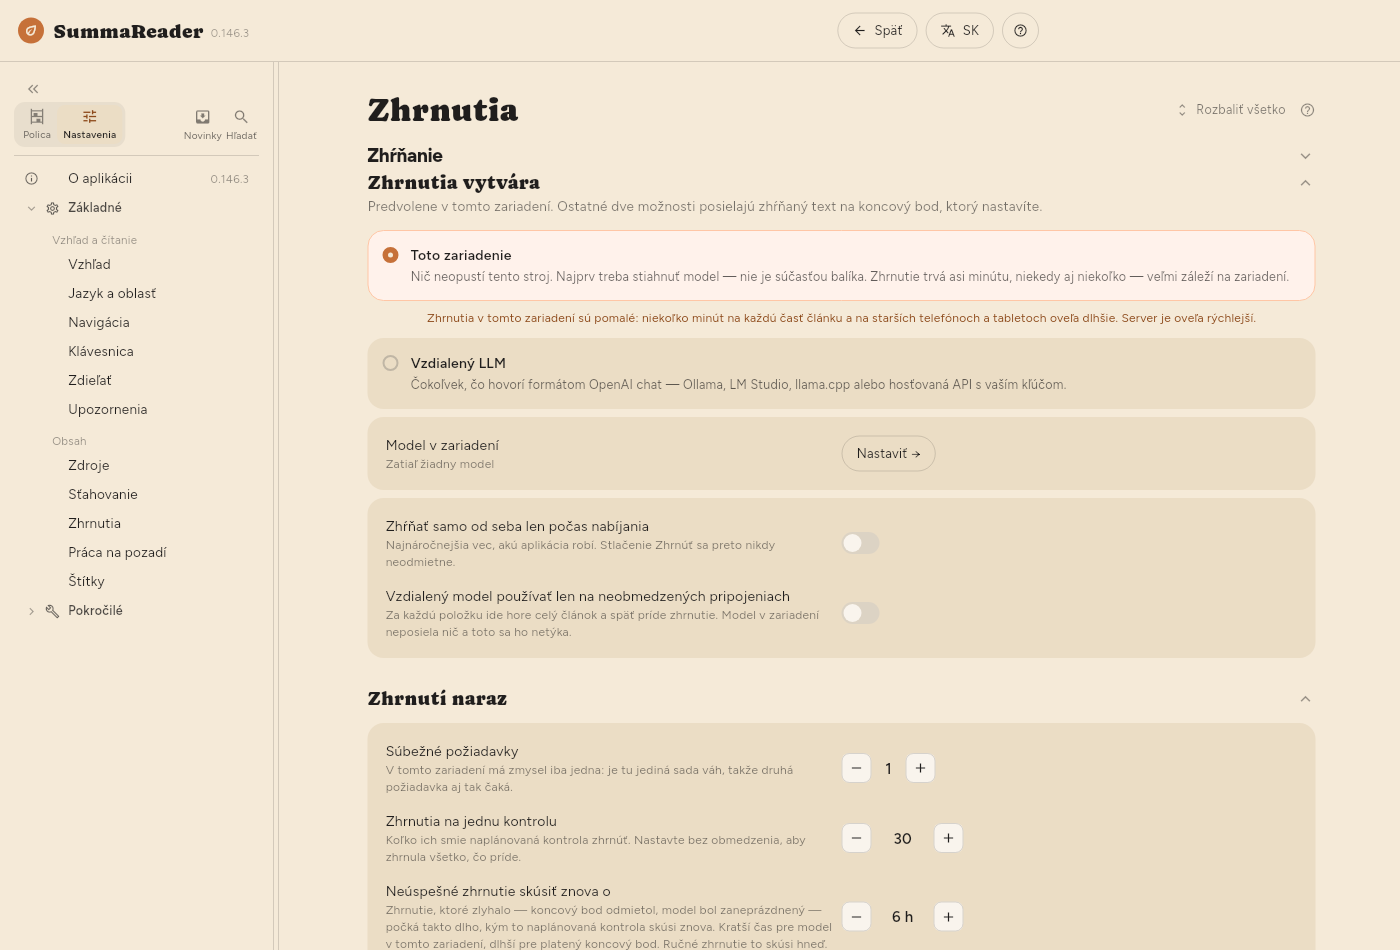 SummaReader 0.146.3
Späť
SK
Polica
Nastavenia
Novinky
Hľadať
O aplikácii 0.146.3
Základné
Vzhľad a čítanie
Vzhľad
Jazyk a oblasť
Navigácia
Klávesnica
Zdieľať
Upozornenia
Obsah
Zdroje
Sťahovanie
Zhrnutia
Práca na pozadí
Štítky
Pokročilé
Zhrnutia
Rozbaliť všetko
Zhŕňanie
Zhrnutia vytvára
Predvolene v tomto zariadení. Ostatné dve možnosti posielajú zhŕňaný text na koncový bod, ktorý nastavíte.
Toto zariadenie
Nič neopustí tento stroj. Najprv treba stiahnuť model — nie je súčasťou balíka. Zhrnutie trvá asi minútu, niekedy aj niekoľko — veľmi záleží na zariadení.
Zhrnutia v tomto zariadení sú pomalé: niekoľko minút na každú časť článku a na starších telefónoch a tabletoch oveľa dlhšie. Server je oveľa rýchlejší.
Vzdialený LLM
Čokoľvek, čo hovorí formátom OpenAI chat — Ollama, LM Studio, llama.cpp alebo hosťovaná API s vaším kľúčom.
Model v zariadení
Zatiaľ žiadny model
Nastaviť →
Zhŕňať samo od seba len počas nabíjania
Najnáročnejšia vec, akú aplikácia robí. Stlačenie Zhrnúť sa preto nikdy
neodmietne.
Vzdialený model používať len na neobmedzených pripojeniach
Za každú položku ide hore celý článok a späť príde zhrnutie. Model v zariadení
neposiela nič a toto sa ho netýka.
Zhrnutí naraz
Súbežné požiadavky
V tomto zariadení má zmysel iba jedna: je tu jediná sada váh, takže druhá
požiadavka aj tak čaká.
− 1 +
Zhrnutia na jednu kontrolu
Koľko ich smie naplánovaná kontrola zhrnúť. Nastavte bez obmedzenia, aby
zhrnula všetko, čo príde.
− 30 +
Neúspešné zhrnutie skúsiť znova o
Zhrnutie, ktoré zlyhalo — koncový bod odmietol, model bol zaneprázdnený —
počká takto dlho, kým to naplánovaná kontrola skúsi znova. Kratší čas pre model
v tomto zariadení, dlhší pre platený koncový bod. Ručné zhrnutie to skúsi hneď.
− 6 h +